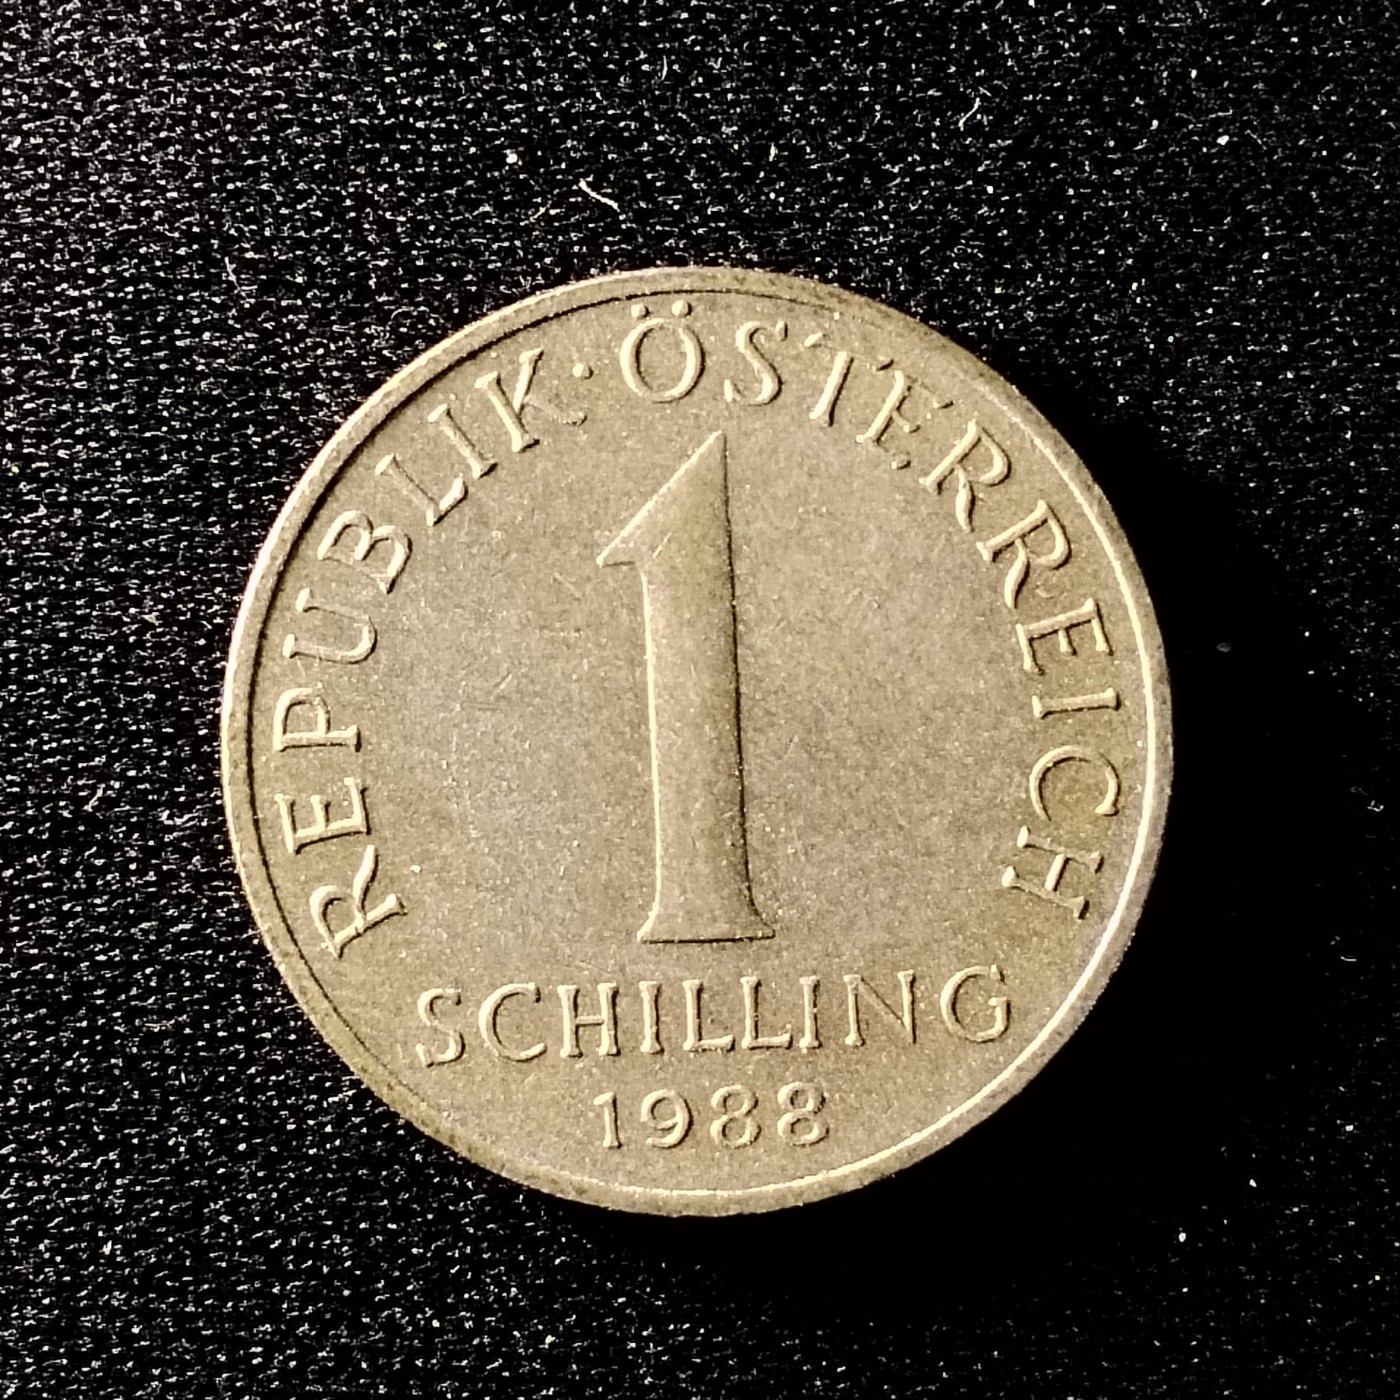 REPUBLIK · ÖSTERREICH
1
SCHILLING
1988